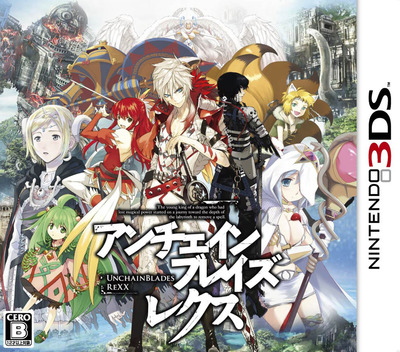 NINTENDO 3DS™
The young king of a dragon who had
lost magical power started on a journey toward the depth of
the labyrinth to remove a spell.
アンチェイン
ブレイズ
レクス
UNCHAINBLADES
REXX
CERO
B